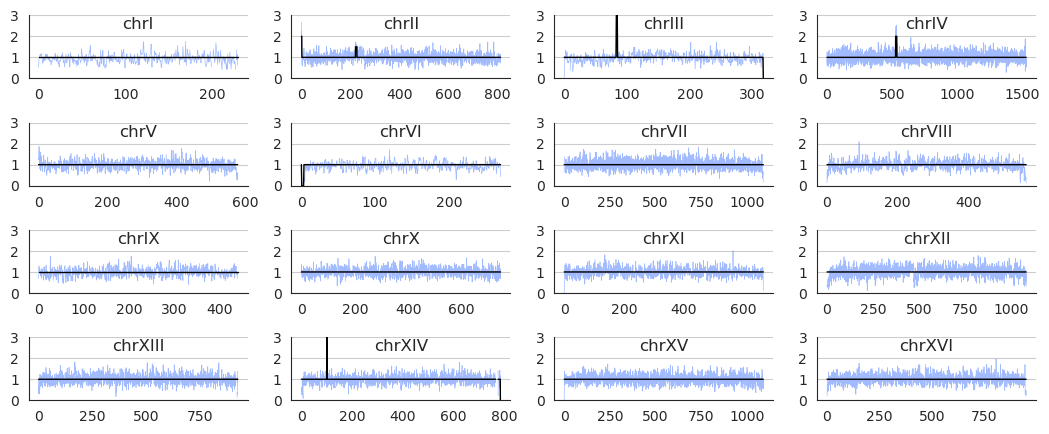 chrI chrII chrIII chrIV
3 3 3 3
2 2 2 2
1 1 1 1
0 0 0 0
0 100 200 0 200 400 600 800 0 100 200 300 0 500 1000 1500
chrV chrVI chrVII chrVIII
3 3 3 3
2 2 2 2
1 1 1 1
0 0 0 0
0 200 400 600 0 100 200 0 250 500 750 1000 0 200 400
chrIX chrX chrXI chrXII
3 3 3 3
2 2 2 2
1 1 1 1
0 0 0 0
0 100 200 300 400 0 200 400 600 0 200 400 600 0 250 500 750 1000
chrXIII chrXIV chrXV chrXVI
3 3 3 3
2 2 2 2
1 1 1 1
0 0 0 0
0 250 500 750 0 200 400 600 800 0 250 500 750 1000 0 250 500 750